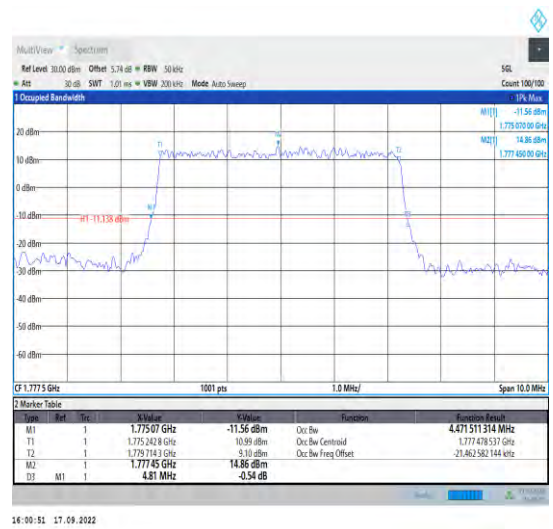 MultiView Spectrum
Ref Level 30.00 dBm Offset 5.74 dB RBW 50 kHz SGL
Att 30 dB SWT 1.01 ms VBW 200 kHz Mode Auto Sweep Count 100/100
1 Occupied Bandwidth 1Pk Max
M1[1] -11.56 dBm
1.775 070 00 GHz
M2[1] 14.86 dBm
1.777 450 00 GHz
20 dBm
T1
T2
10 dBm
0 dBm
M1
-10 dBm
H1 -11.138 dBm
-20 dBm
-30 dBm
-40 dBm
-50 dBm
-60 dBm
CF 1.777 5 GHz 1001 pts 1.0 MHz/ Span 10.0 MHz
2 Marker Table
Type Ref Trc X-Value Y-Value Function Function Result
M1 1 1.775 07 GHz -11.56 dBm Occ Bw 4.471 511 314 MHz
T1 1 1.775 242 8 GHz 10.99 dBm Occ Bw Centroid 1.777 478 537 GHz
T2 1 1.779 714 3 GHz 9.10 dBm Occ Bw Freq Offset -21.462 582 144 kHz
M2 1 1.777 45 GHz 14.86 dBm
D3 M1 1 4.81 MHz -0.54 dB
16:00:51 17.09.2022